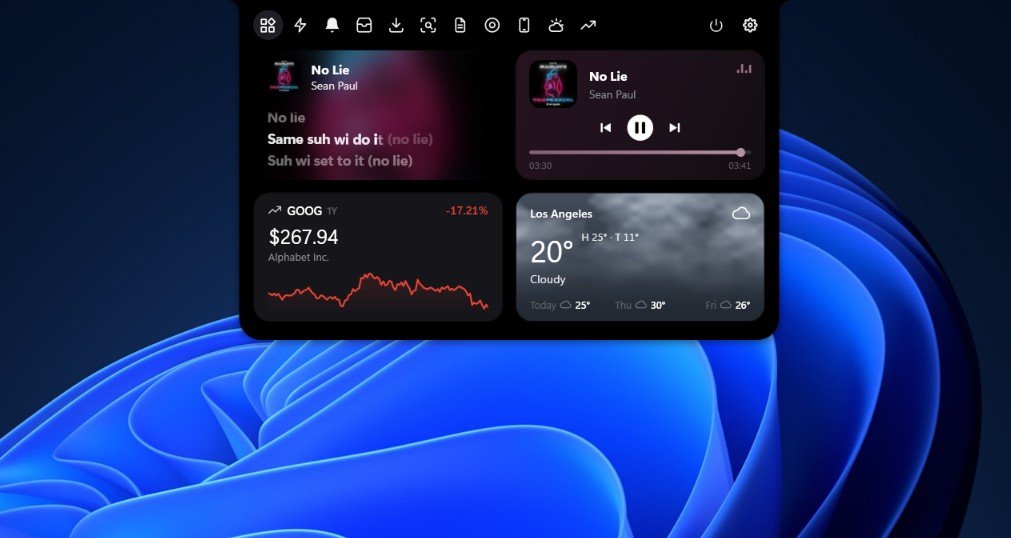 No Lie
Sean Paul
No lie
Same suh wi do it (no lie)
Suh wi set to it (no lie)
No Lie
Sean Paul
03:30
03:41
GOOG 1Y
-17.21%
$267.94
Alphabet Inc.
Los Angeles
20°
H 25° · T 11°
Cloudy
Today 25°
Thu 30°
Fri 26°